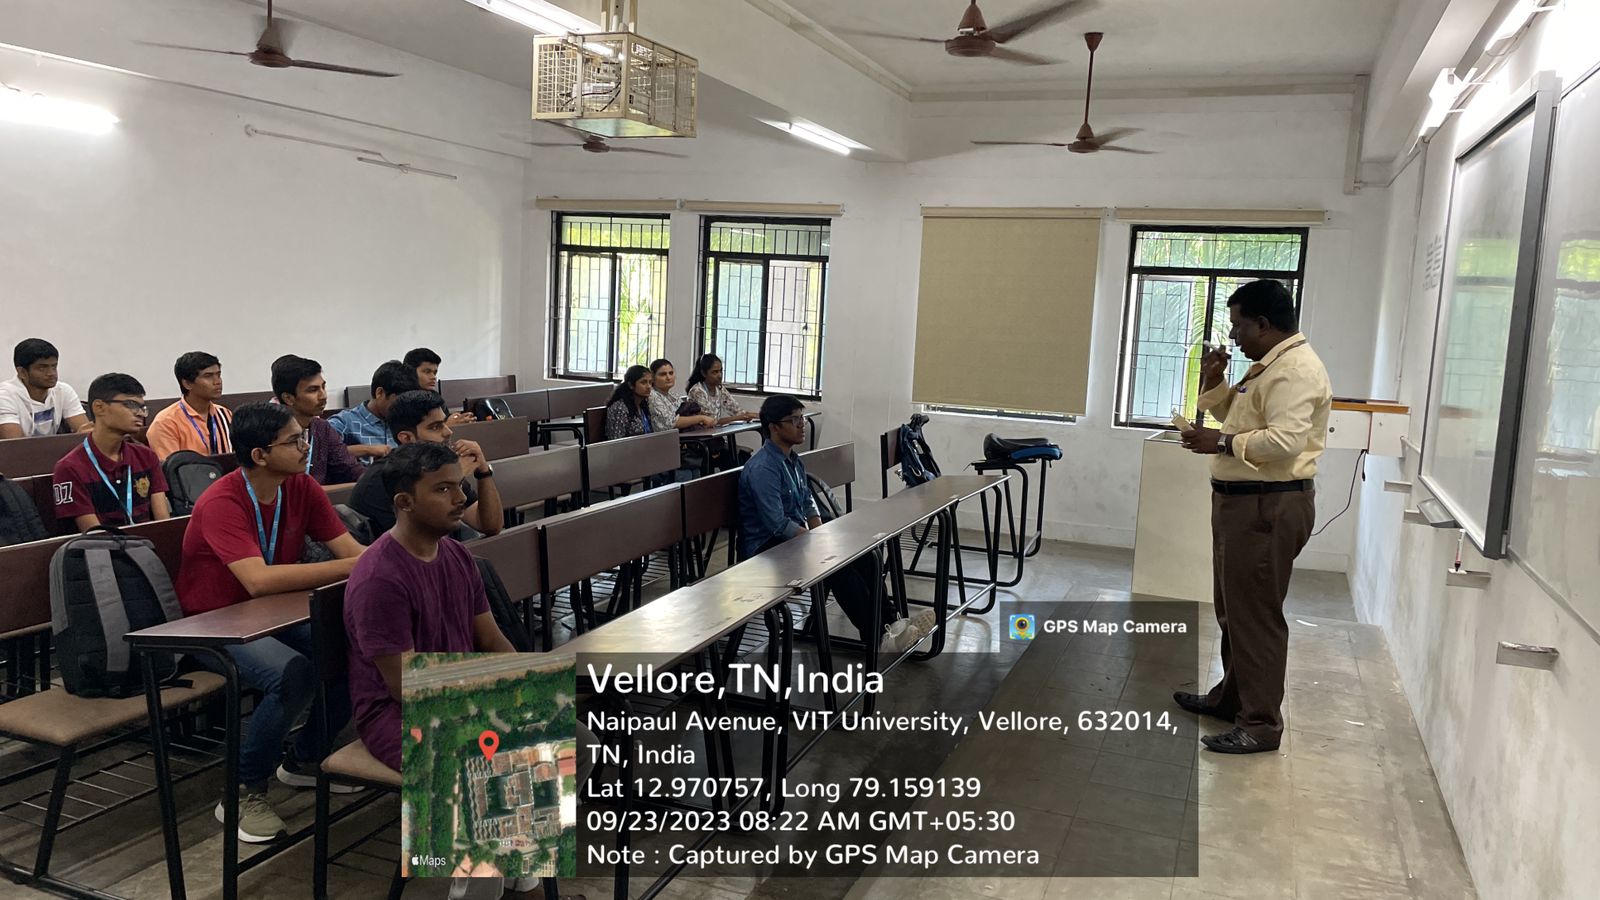 GPS Map Camera
Vellore,TN,India
Naipaul Avenue, VIT University, Vellore, 632014,
TN, India
Lat 12.970757, Long 79.159139
09/23/2023 08:22 AM GMT+05:30
Note : Captured by GPS Map Camera
Maps